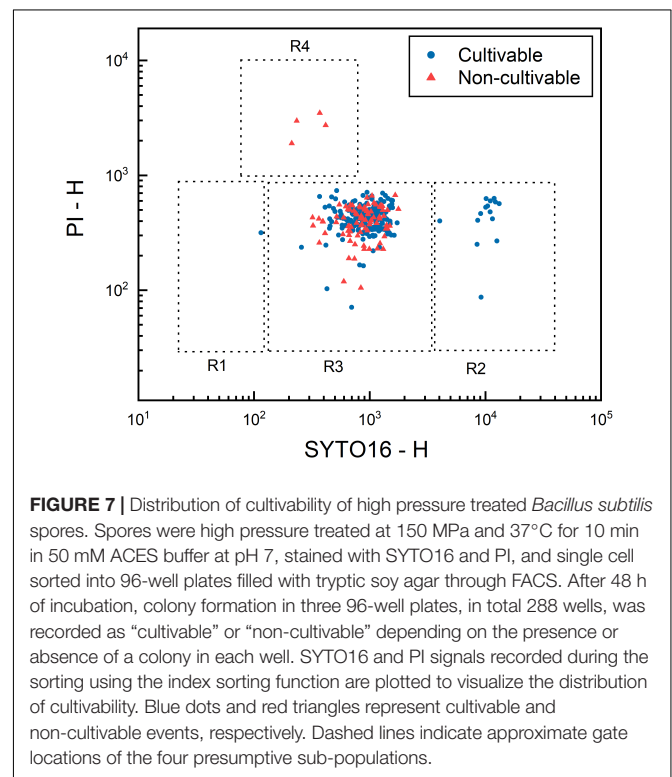 R4
Cultivable
Non-cultivable
10⁴
10³
10²
PI - H
R1
R3
R2
10¹
10²
10³
10⁴
10⁵
SYTO16 - H
FIGURE 7 | Distribution of cultivability of high pressure treated Bacillus subtilis
spores. Spores were high pressure treated at 150 MPa and 37°C for 10 min
in 50 mM ACES buffer at pH 7, stained with SYTO16 and PI, and single cell
sorted into 96-well plates filled with tryptic soy agar through FACS. After 48 h
of incubation, colony formation in three 96-well plates, in total 288 wells, was
recorded as “cultivable” or “non-cultivable” depending on the presence or
absence of a colony in each well. SYTO16 and PI signals recorded during the
sorting using the index sorting function are plotted to visualize the distribution
of cultivability. Blue dots and red triangles represent cultivable and
non-cultivable events, respectively. Dashed lines indicate approximate gate
locations of the four presumptive sub-populations.